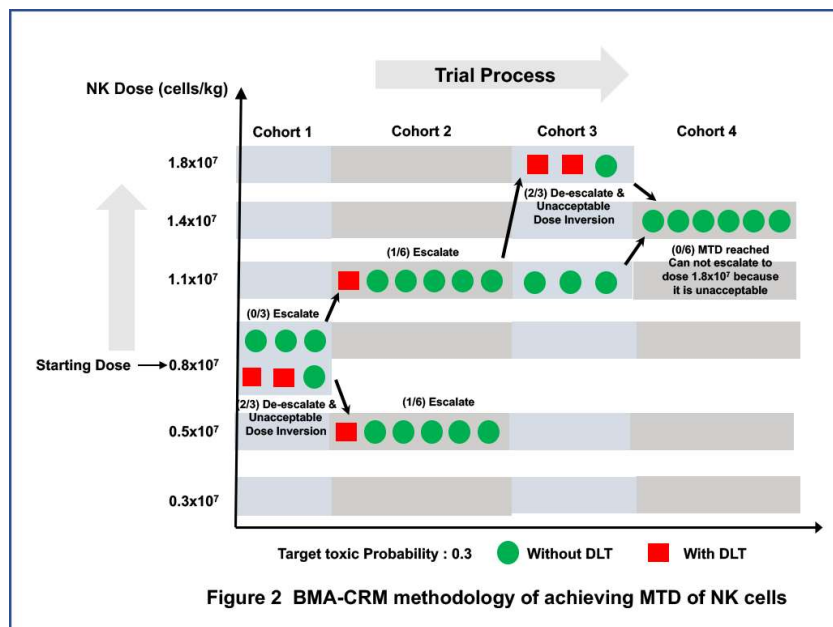 Trial Process
NK Dose (cells/kg)
Cohort 1
Cohort 2
Cohort 3
Cohort 4
1.8x10⁷
(2/3) De-escalate &
Unacceptable
Dose Inversion
1.4x10⁷
(0/6) MTD reached
Can not escalate to
dose 1.8x10⁷ because
it is unacceptable
(1/6) Escalate
1.1x10⁷
(0/3) Escalate
Starting Dose
0.8x10⁷
(2/3) De-escalate &
Unacceptable
Dose Inversion
(1/6) Escalate
0.5x10⁷
0.3x10⁷
Target toxic Probability : 0.3
Without DLT
With DLT
Figure 2 BMA-CRM methodology of achieving MTD of NK cells